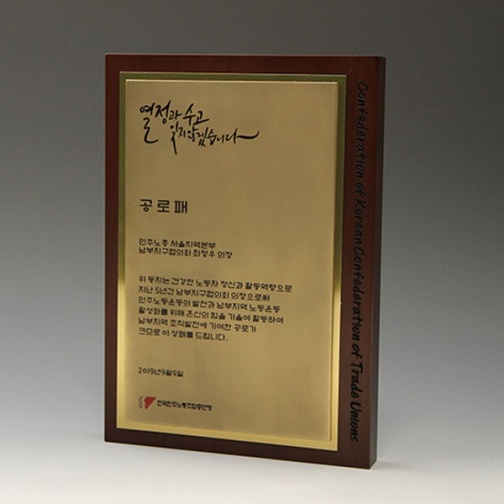 열정과 수고
잊지 않겠습니다
공로패
민주노총 서울지역본부
남부지구협의회 최정우 의장
위 동지는 건강한 노동자 정신과 활동역량으로
지난 5년간 남부지구협의회 의장으로써
민주노동운동의 발전과 남부지역 노동운동
활성화를 위해 혼신의 힘을 기울여 활동하여
남부지역 조직발전에 기여한 공로가
크므로 이 상패를 드립니다.
2019년9월9일
전국민주노동조합총연맹
Confederation of Korean Confederation of Trade Unions